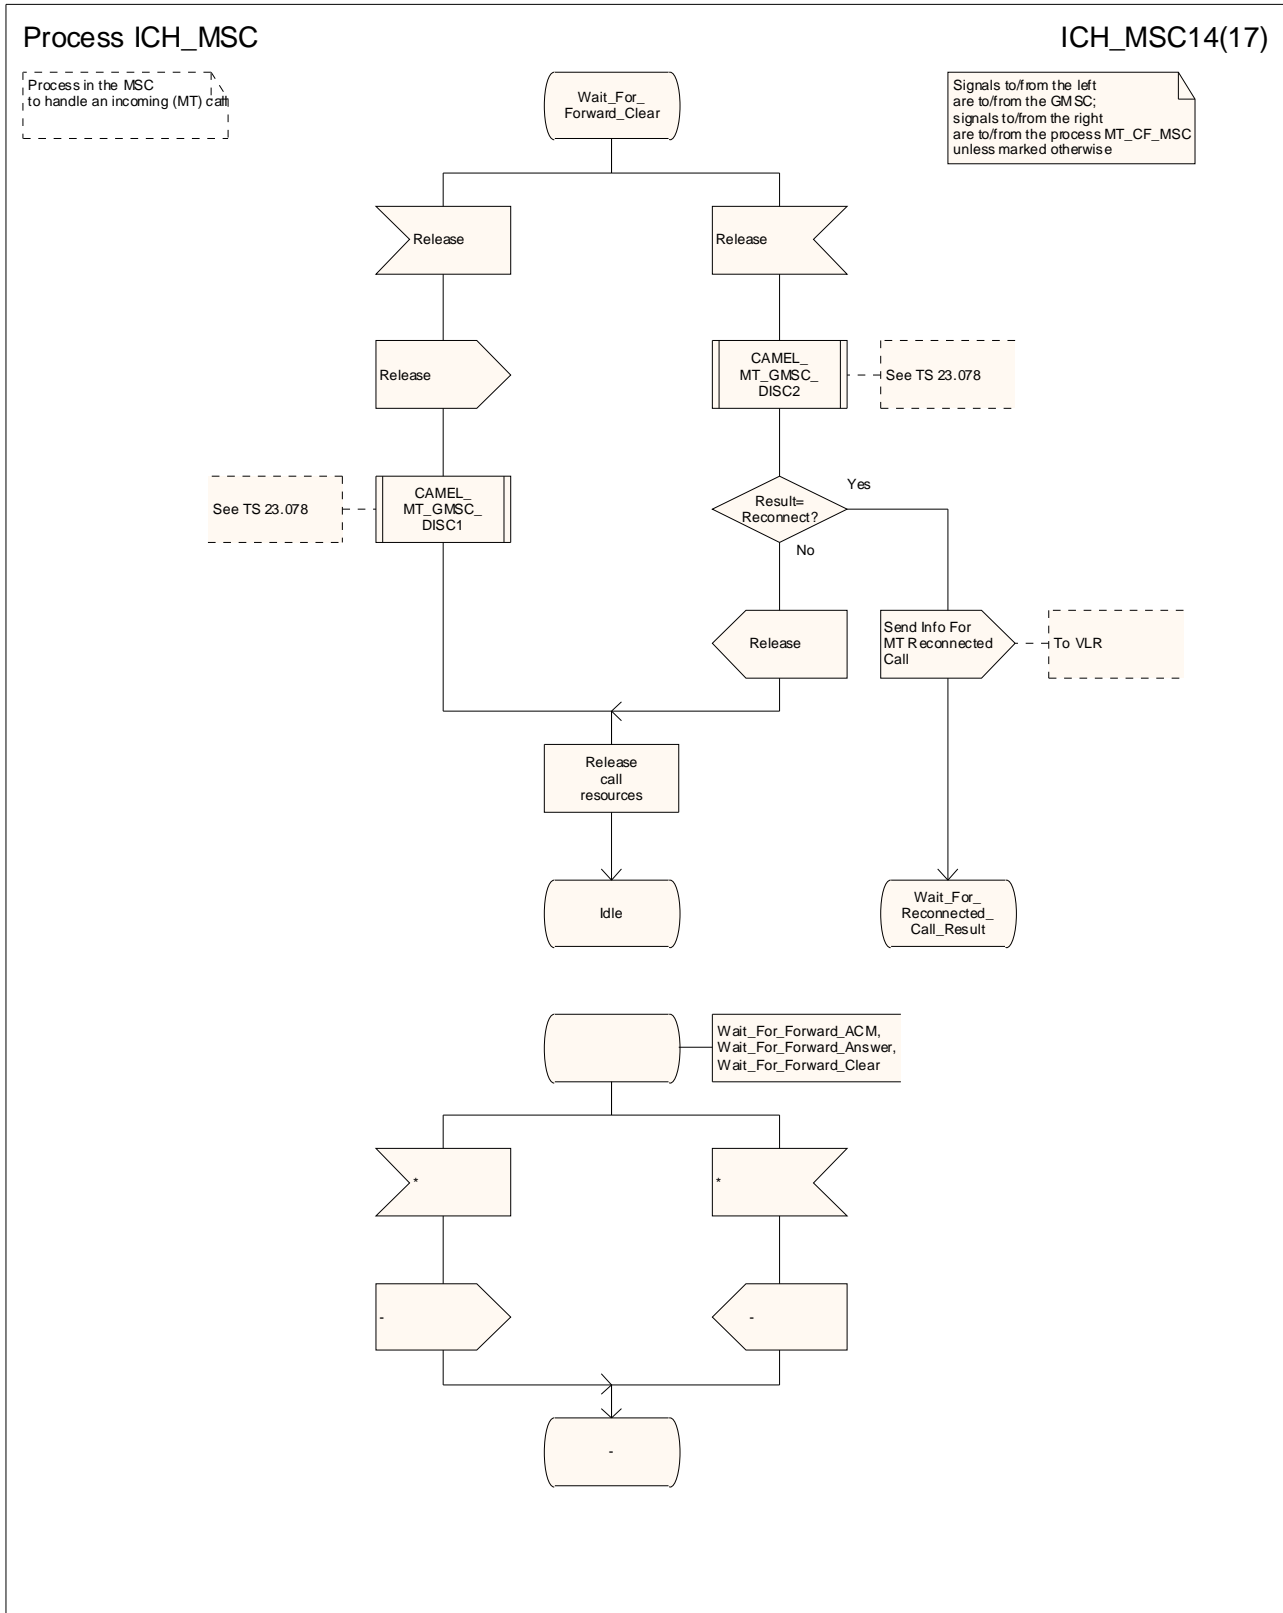 Process ICH_MSC
ICH_MSC14(17)
Process in the MSC
to handle an incoming (MT) call
Wait_For_
Forward_Clear
Signals to/from the left
are to/from the GMSC;
signals to/from the right
are to/from the process MT_CF_MSC
unless marked otherwise
Release
Release
Release
CAMEL_
MT_GMSC_
DISC2
See TS 23.078
See TS 23.078
CAMEL_
MT_GMSC_
DISC1
Result=
Reconnect?
Yes
No
Release
Send Info For
MT Reconnected
Call
To VLR
Release
call
resources
Idle
Wait_For_
Reconnected_
Call_Result
Wait_For_Forward_ACM,
Wait_For_Forward_Answer,
Wait_For_Forward_Clear
*
*
-
-
-